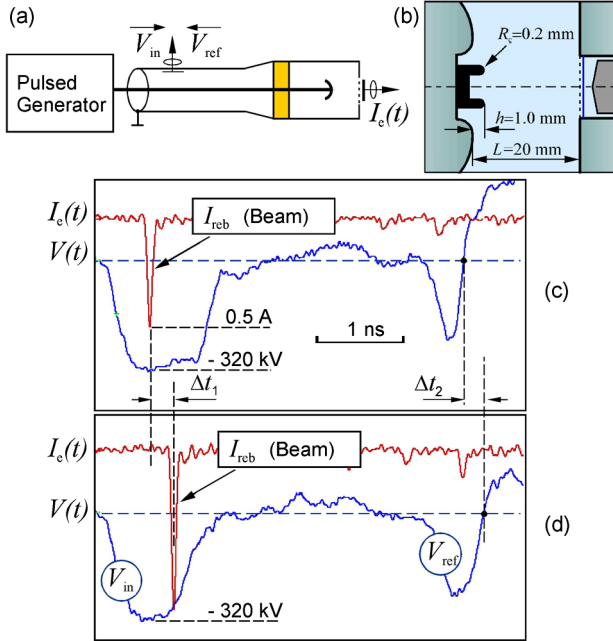 (a)
V_in V_ref
Pulsed
Generator
I_e(t)
(b)
R_c=0.2 mm
h=1.0 mm
L=20 mm
I_e(t)
I_reb (Beam)
V(t)
(c)
0.5 A
1 ns
- 320 kV
Δt_1
Δt_2
I_e(t)
I_reb (Beam)
V(t)
(d)
V_in
V_ref
- 320 kV